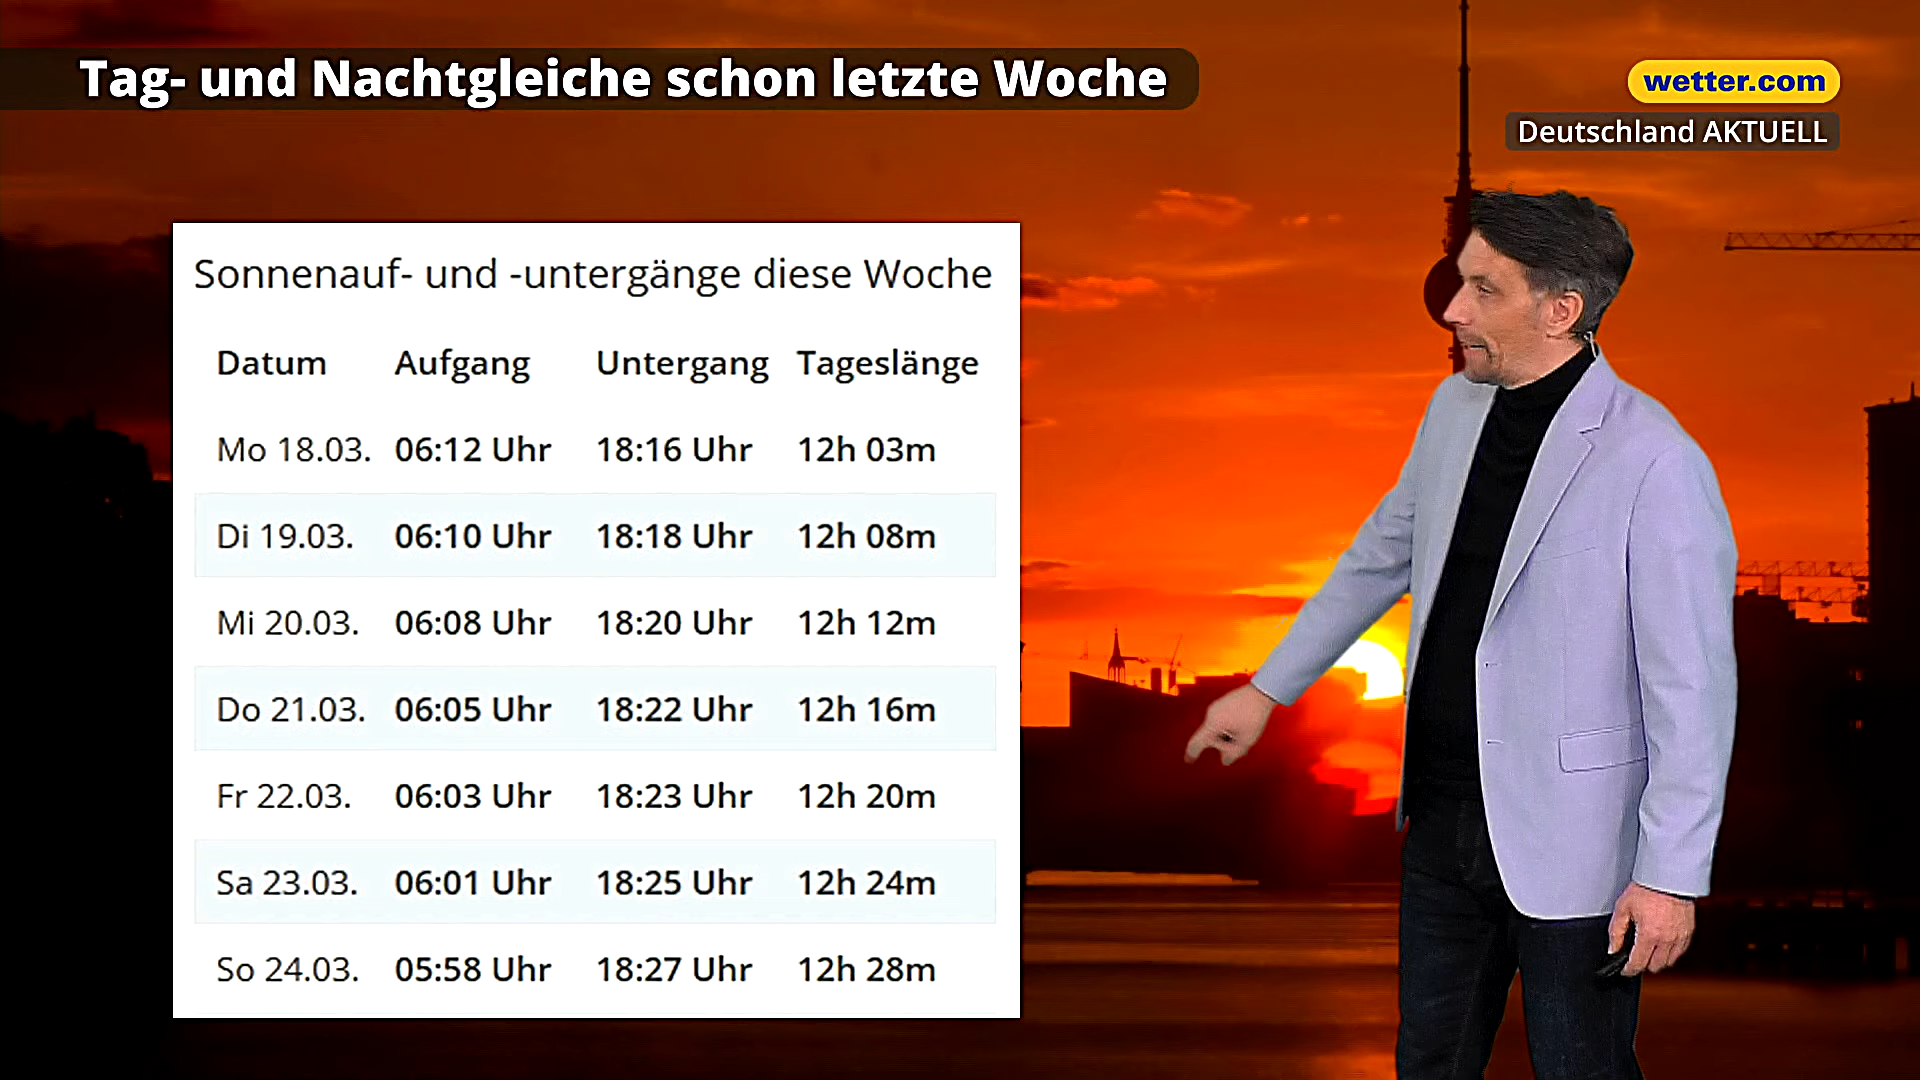 Tag- und Nachtgleiche schon letzte Woche
wetter.com
Deutschland AKTUELL
Sonnenauf- und -untergänge diese Woche
Datum Aufgang Untergang Tageslänge
Mo 18.03. 06:12 Uhr 18:16 Uhr 12h 03m
Di 19.03. 06:10 Uhr 18:18 Uhr 12h 08m
Mi 20.03. 06:08 Uhr 18:20 Uhr 12h 12m
Do 21.03. 06:05 Uhr 18:22 Uhr 12h 16m
Fr 22.03. 06:03 Uhr 18:23 Uhr 12h 20m
Sa 23.03. 06:01 Uhr 18:25 Uhr 12h 24m
So 24.03. 05:58 Uhr 18:27 Uhr 12h 28m